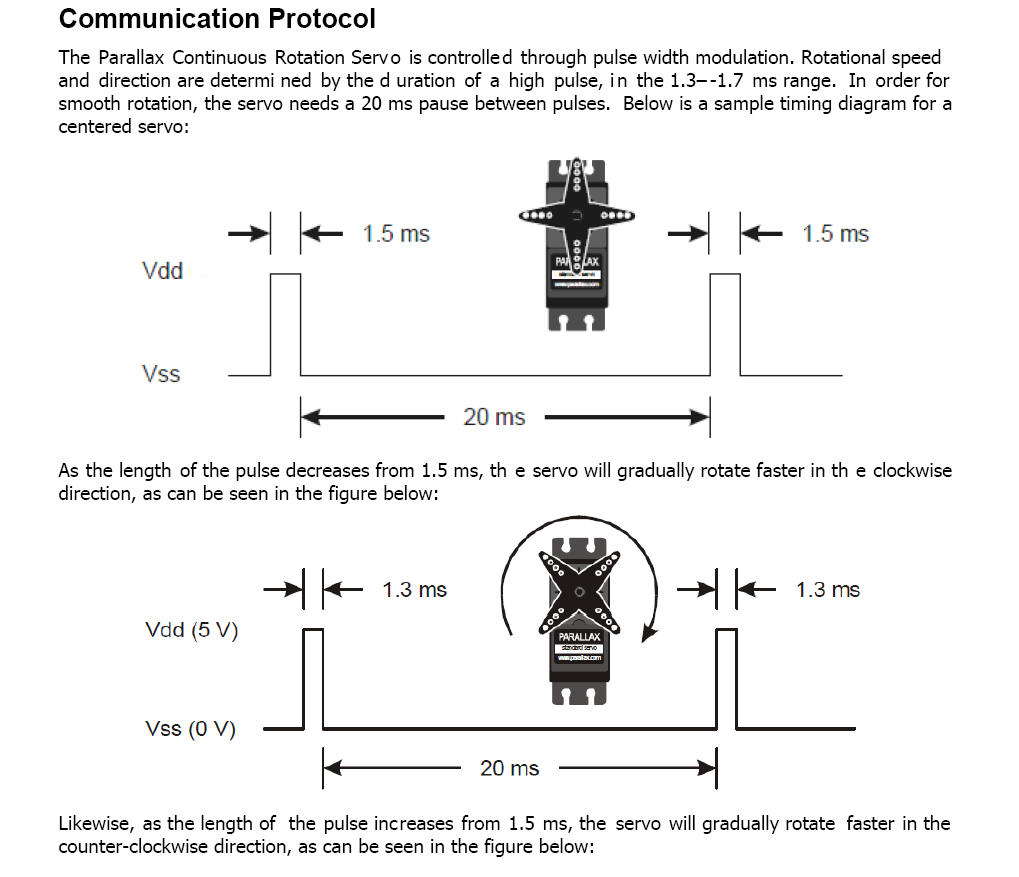 Communication Protocol
The Parallax Continuous Rotation Servo is controlled through pulse width modulation. Rotational speed
and direction are determi ned by the d uration of a high pulse, in the 1.3–-1.7 ms range. In order for
smooth rotation, the servo needs a 20 ms pause between pulses. Below is a sample timing diagram for a
centered servo:
1.5 ms
1.5 ms
Vdd
Vss
20 ms
As the length of the pulse decreases from 1.5 ms, th e servo will gradually rotate faster in th e clockwise
direction, as can be seen in the figure below:
1.3 ms
1.3 ms
Vdd (5 V)
PARALLAX
standard servo
Vss (0 V)
20 ms
Likewise, as the length of the pulse increases from 1.5 ms, the servo will gradually rotate faster in the
counter-clockwise direction, as can be seen in the figure below: